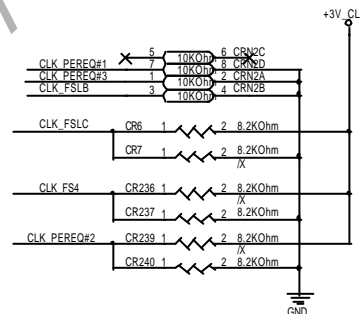 +3V_CL
5 10KOhm 6 CRN2C
CLK_PEREQ#1 7 10KOhm 8 CRN2D
CLK_PEREQ#3 1 10KOhm 2 CRN2A
CLK_FSLB 3 10KOhm 4 CRN2B
CLK_FSLC CR6 1 2 8.2KOhm
CR7 1 2 8.2KOhm
/X
CLK_FS4 CR236 1 2 8.2KOhm
/X
CR237 1 2 8.2KOhm
CLK_PEREQ#2 CR239 1 2 8.2KOhm
/X
CR240 1 2 8.2KOhm
GND